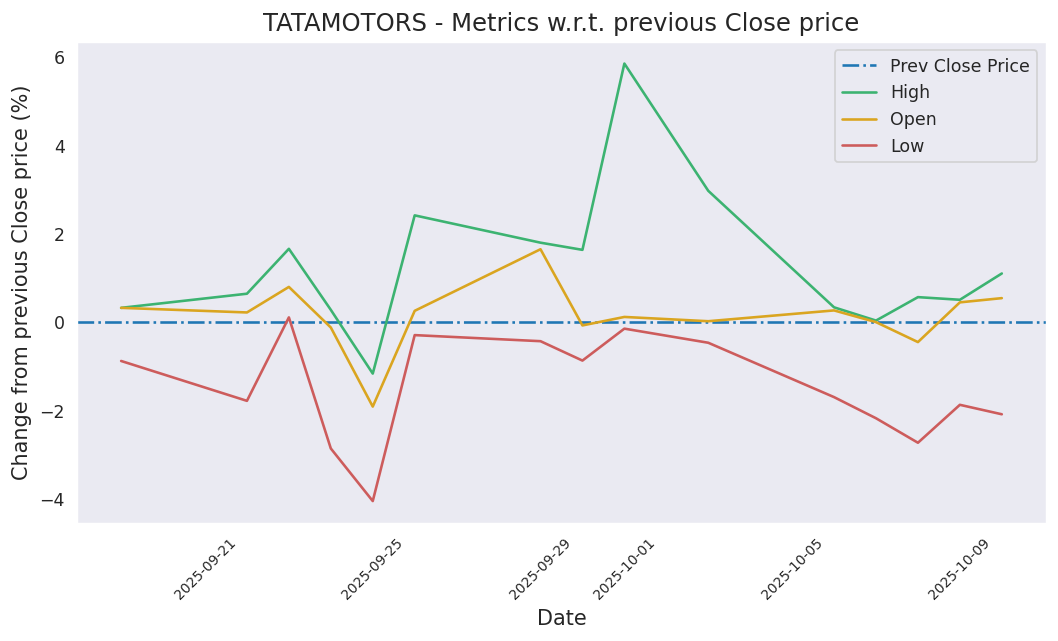 TATAMOTORS - Metrics w.r.t. previous Close price
Change from previous Close price (%)
6
4
2
0
−2
−4
Prev Close Price
High
Open
Low
2025-09-21
2025-09-25
2025-09-29
2025-10-01
2025-10-05
2025-10-09
Date